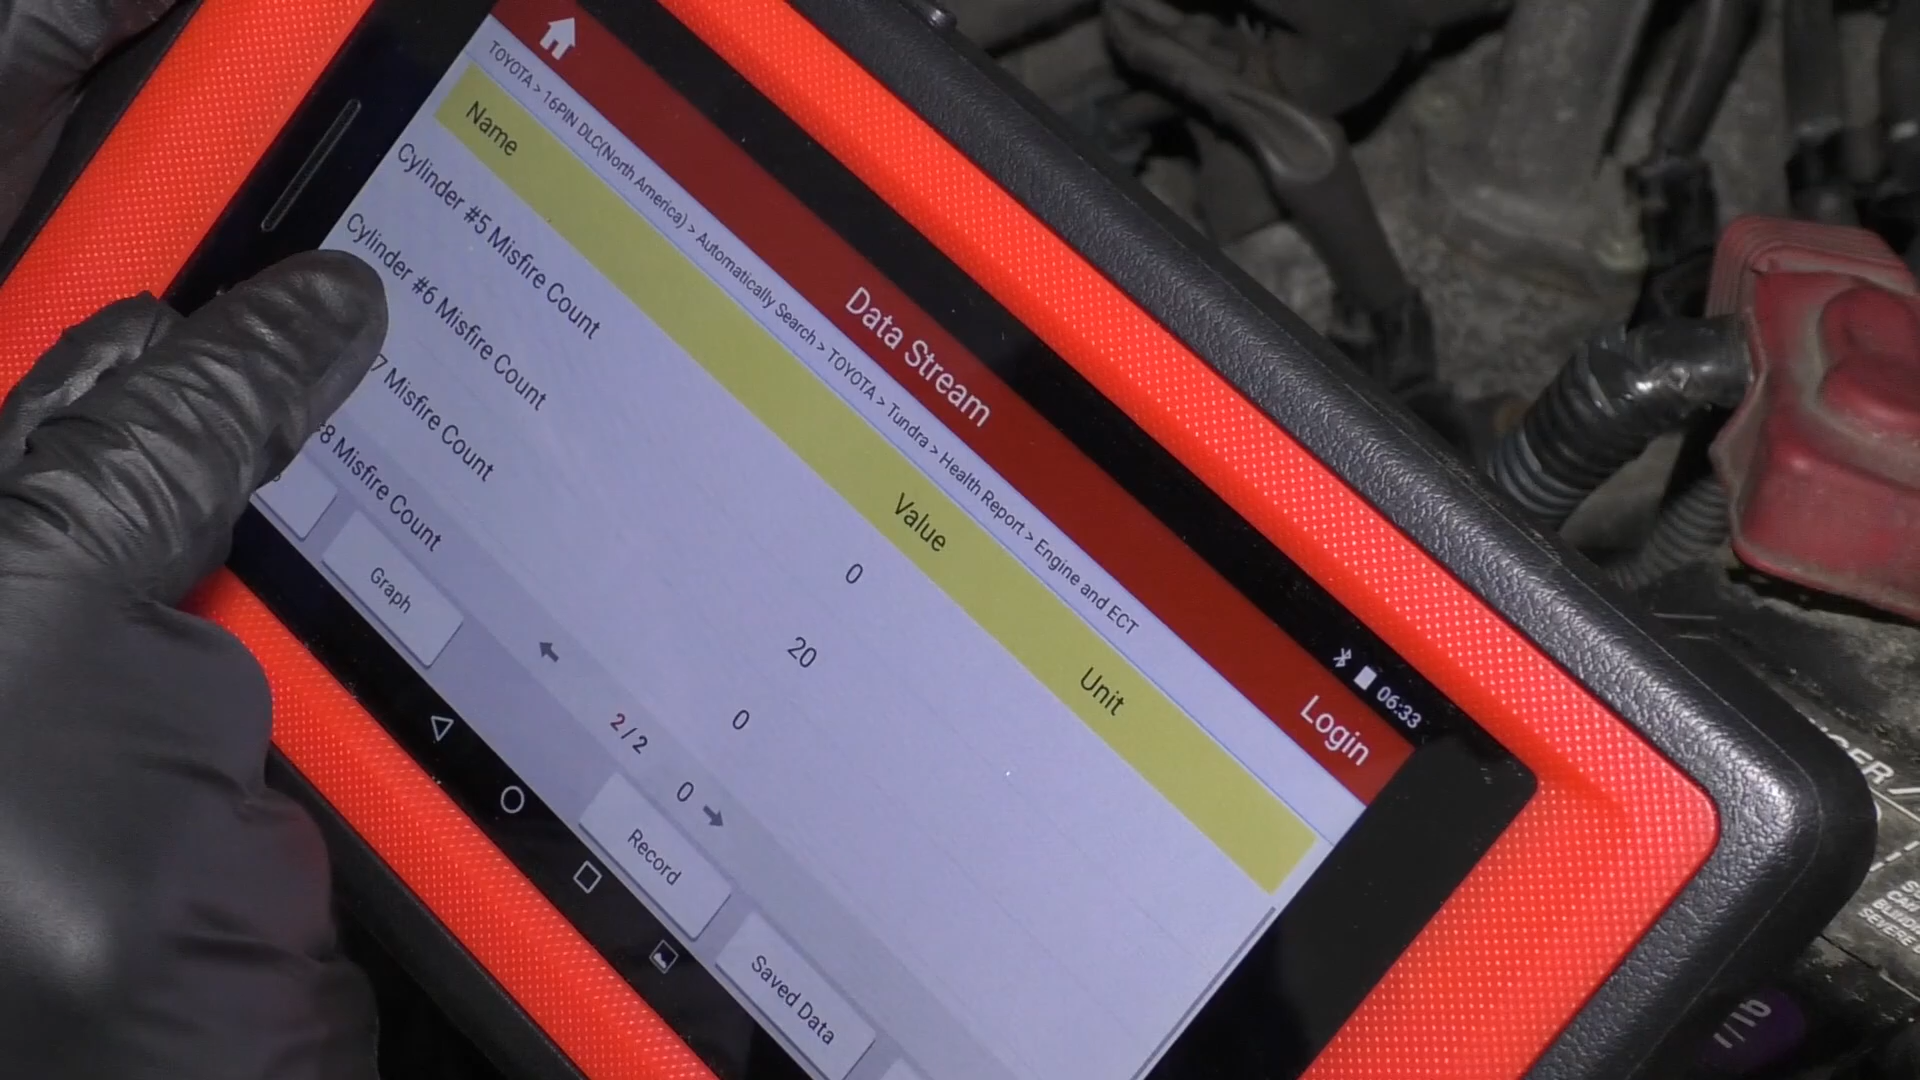 06:33
Data Stream
Login
TOYOTA > 16PIN DLC(North America) > Automatically Search > TOYOTA > Tundra > Health Report > Engine and ECT
Name Value Unit
Cylinder #5 Misfire Count 0
Cylinder #6 Misfire Count 20
7 Misfire Count 0
#8 Misfire Count 0
2 / 2
Graph Record Saved Data